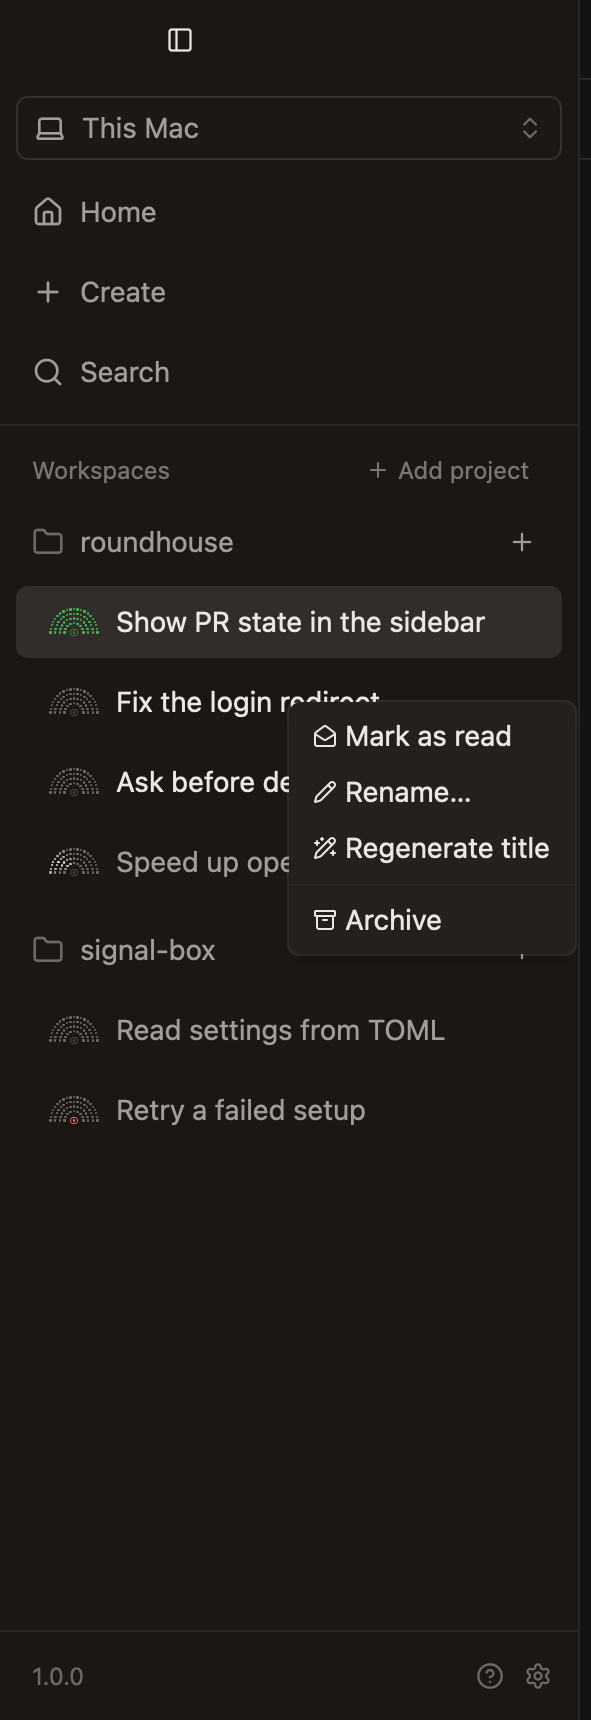 This Mac
Home
Create
Search
Workspaces
Add project
roundhouse
Show PR state in the sidebar
Fix the login redirect
Mark as read
Ask before
Rename...
Speed up
Regenerate title
Archive
signal-box
Read settings from TOML
Retry a failed setup
1.0.0